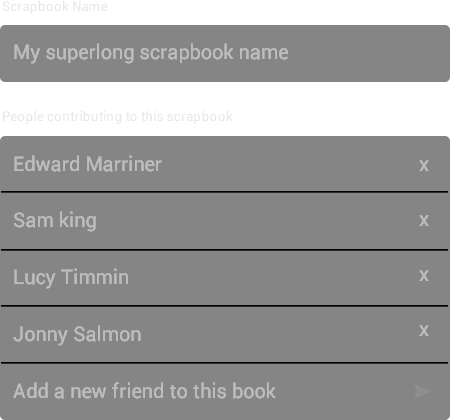 Scrapbook Name
My superlong scrapbook name
People contributing to this scrapbook
Edward Marriner x
Sam king x
Lucy Timmin x
Jonny Salmon x
Add a new friend to this book